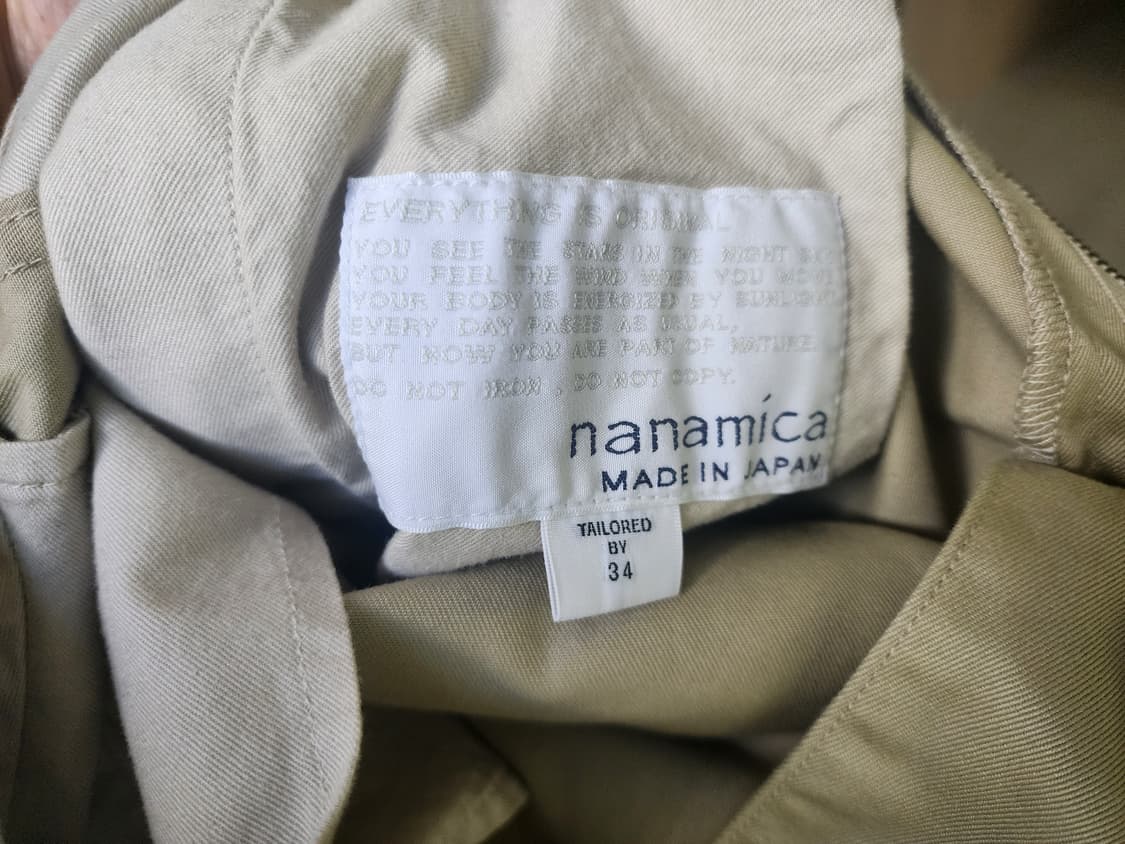 EVERYTHING IS ORIGINAL
YOU SEE THE STARS IN THE NIGHT
YOU FEEL THE WIND WHEN YOU MOVE
YOUR BODY IS ENERGIZED BY SUNLIGHT
EVERY DAY PASSES AS USUAL,
BUT NOW YOU ARE PART OF NATURE.
DO NOT IRON, DO NOT COPY.
nanamica
MADE IN JAPAN
TAILORED
BY
34